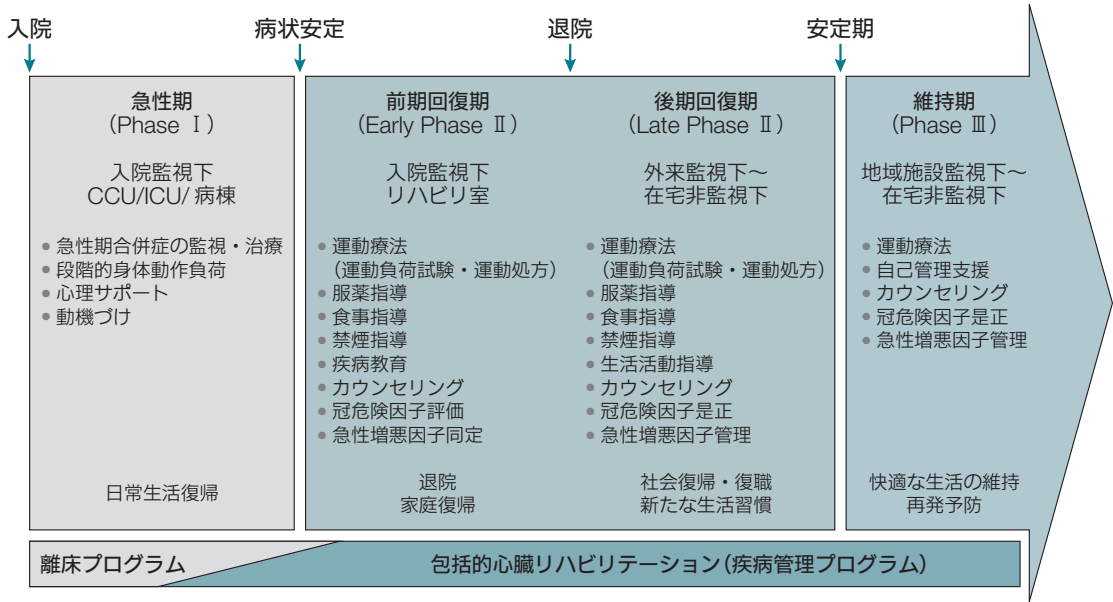 入院
病状安定
退院
安定期
急性期
（Phase Ⅰ）
入院監視下
CCU/ICU/ 病棟
● 急性期合併症の監視・治療
● 段階的身体動作負荷
● 心理サポート
● 動機づけ
日常生活復帰
前期回復期
（Early Phase Ⅱ）
入院監視下
リハビリ室
● 運動療法
（運動負荷試験・運動処方）
● 服薬指導
● 食事指導
● 禁煙指導
● 疾病教育
● カウンセリング
● 冠危険因子評価
● 急性増悪因子同定
退院
家庭復帰
後期回復期
（Late Phase Ⅱ）
外来監視下～
在宅非監視下
● 運動療法
（運動負荷試験・運動処方）
● 服薬指導
● 食事指導
● 禁煙指導
● 生活活動指導
● カウンセリング
● 冠危険因子是正
● 急性増悪因子管理
社会復帰・復職
新たな生活習慣
維持期
（Phase Ⅲ）
地域施設監視下～
在宅非監視下
● 運動療法
● 自己管理支援
● カウンセリング
● 冠危険因子是正
● 急性増悪因子管理
快適な生活の維持
再発予防
離床プログラム
包括的心臓リハビリテーション（疾病管理プログラム）